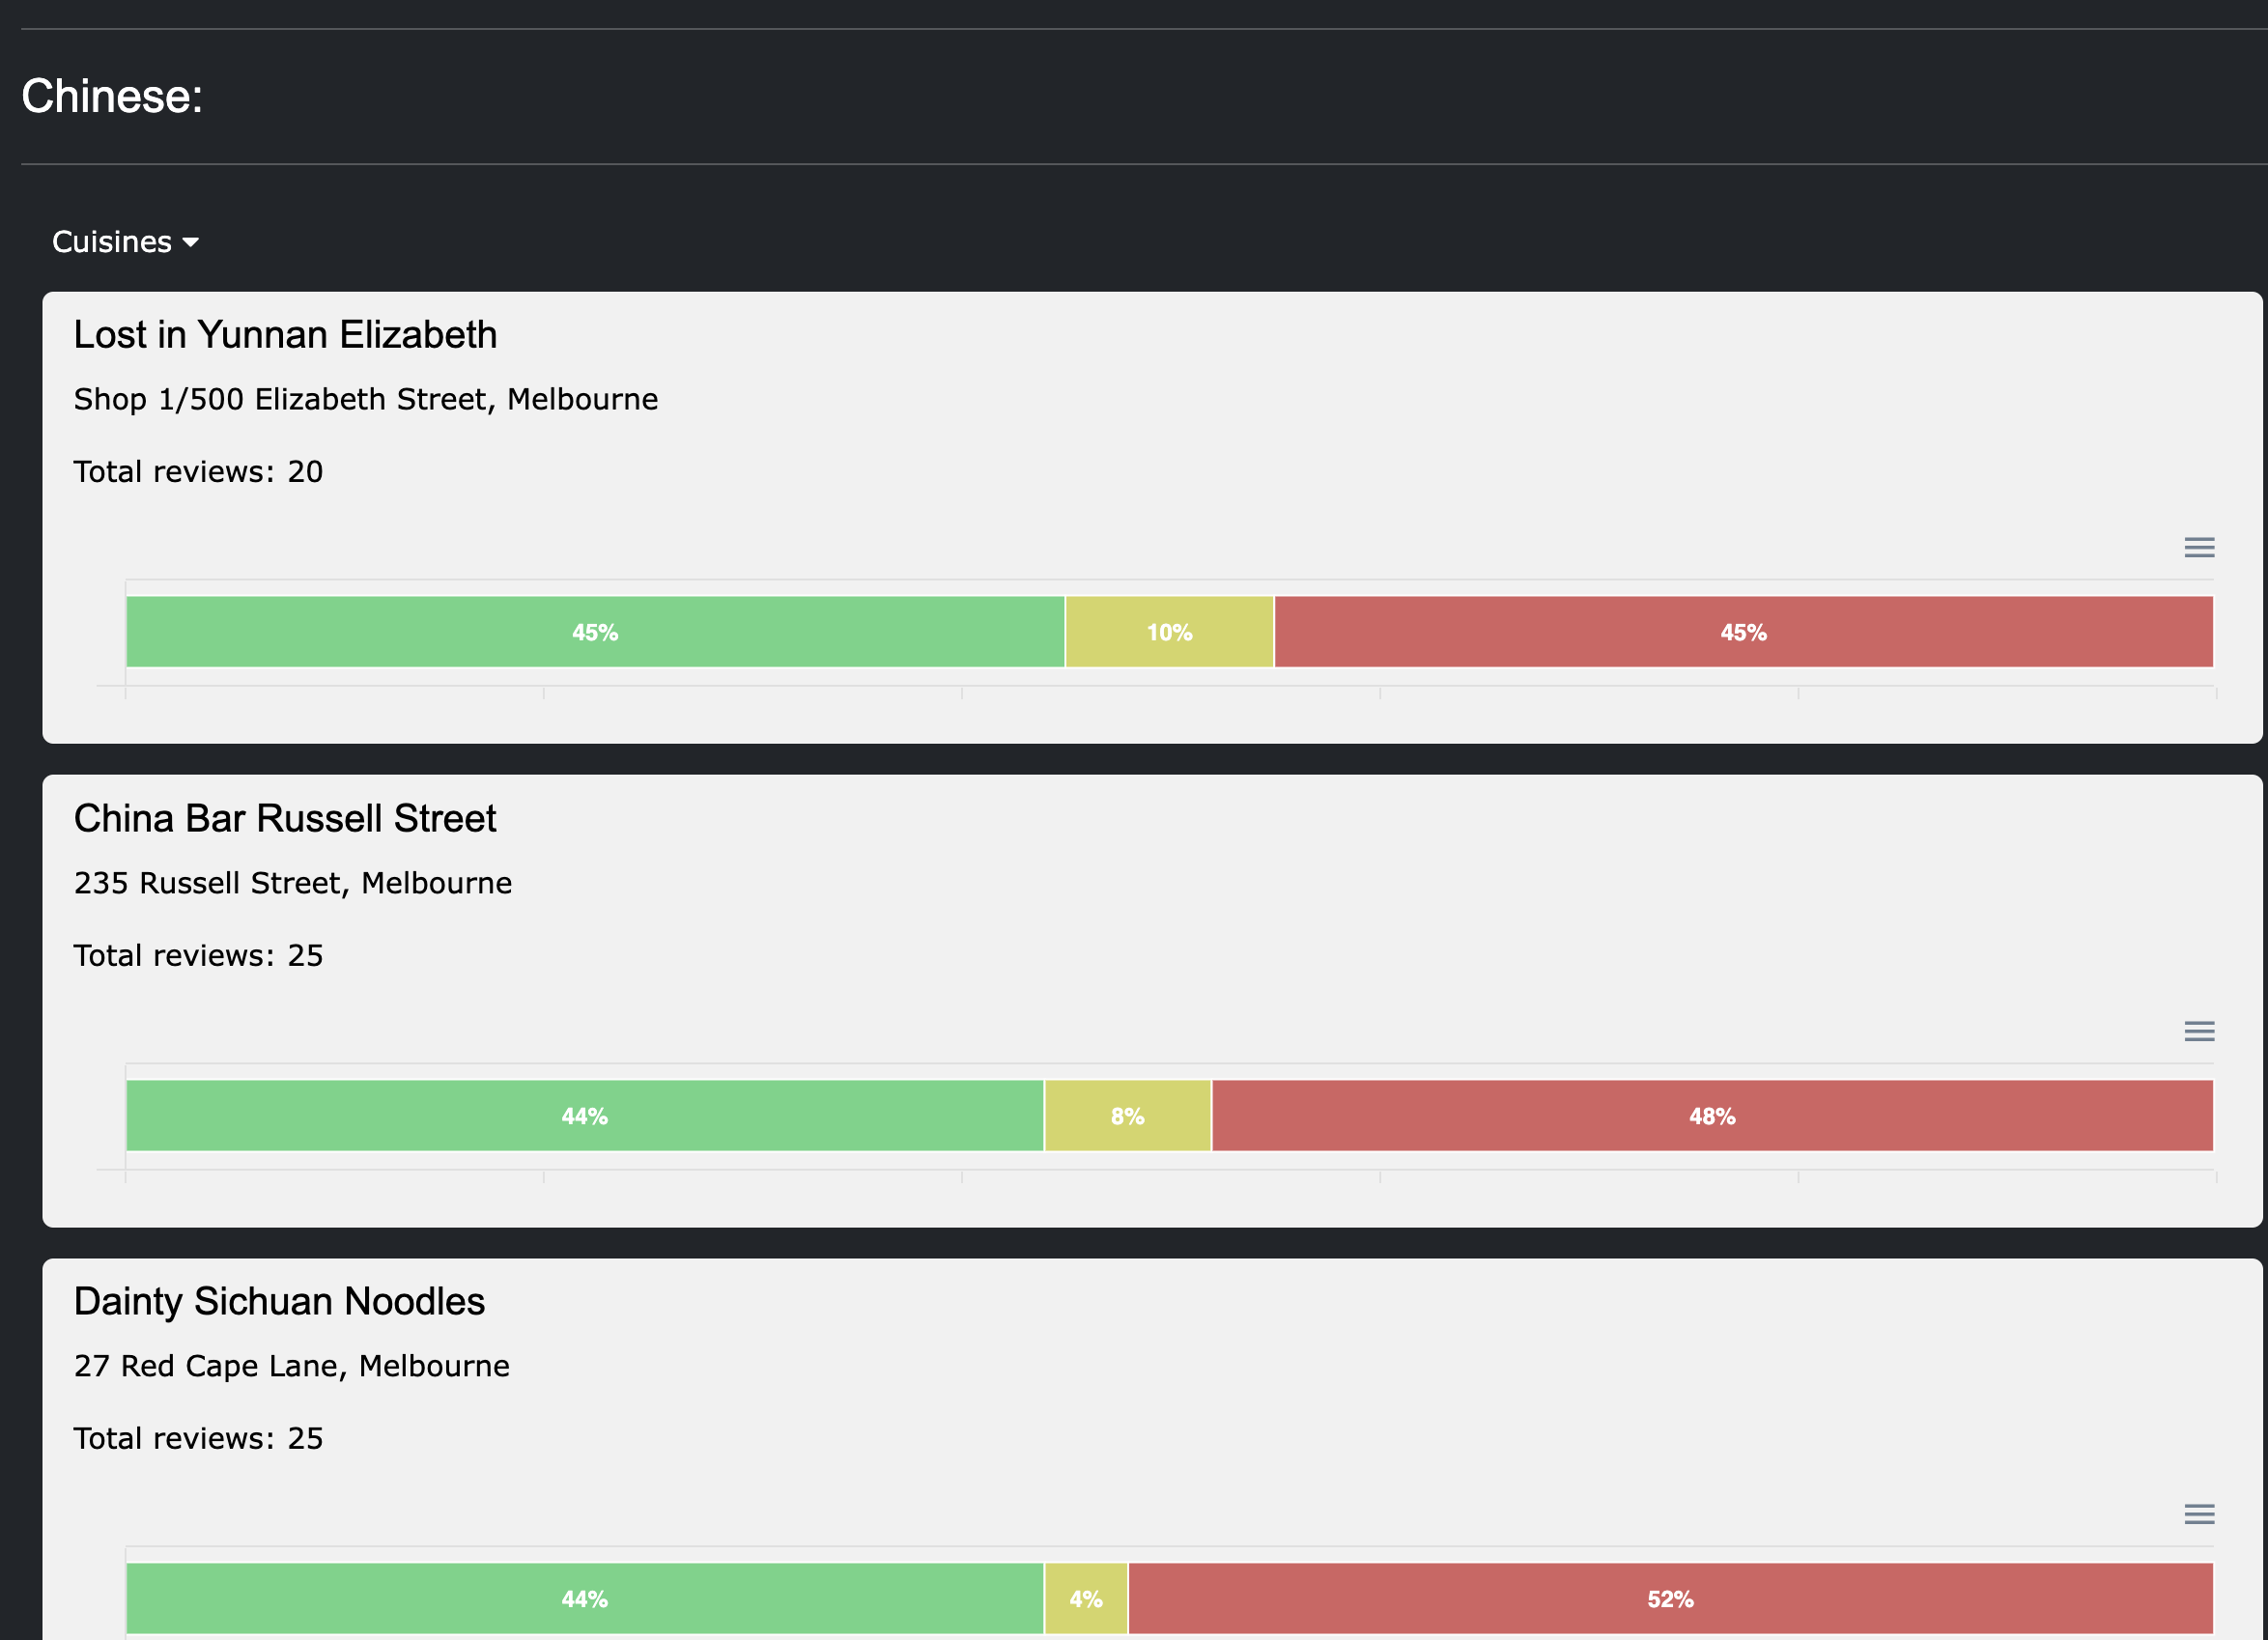 Chinese:
Cuisines
Lost in Yunnan Elizabeth
Shop 1/500 Elizabeth Street, Melbourne
Total reviews: 20
45% 10% 45%
China Bar Russell Street
235 Russell Street, Melbourne
Total reviews: 25
44% 8% 48%
Dainty Sichuan Noodles
27 Red Cape Lane, Melbourne
Total reviews: 25
44% 4% 52%